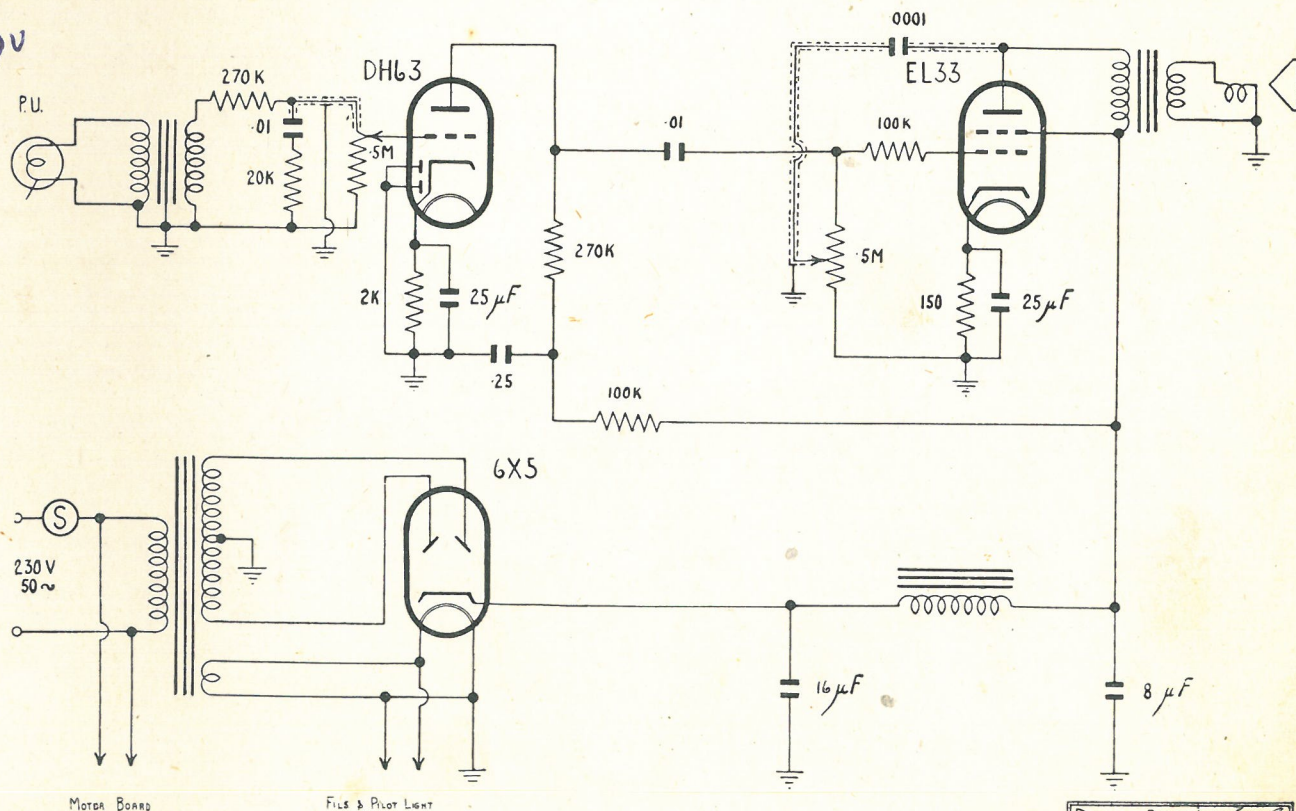 0001
DH63
EL33
270K
P.U.
.01
.5M
.01
100K
20K
270K
.5M
2K
25µF
150
25µF
.25
100K
6X5
S
230V
50~
16µF
8µF
MOTOR BOARD
FILS & PILOT LIGHT